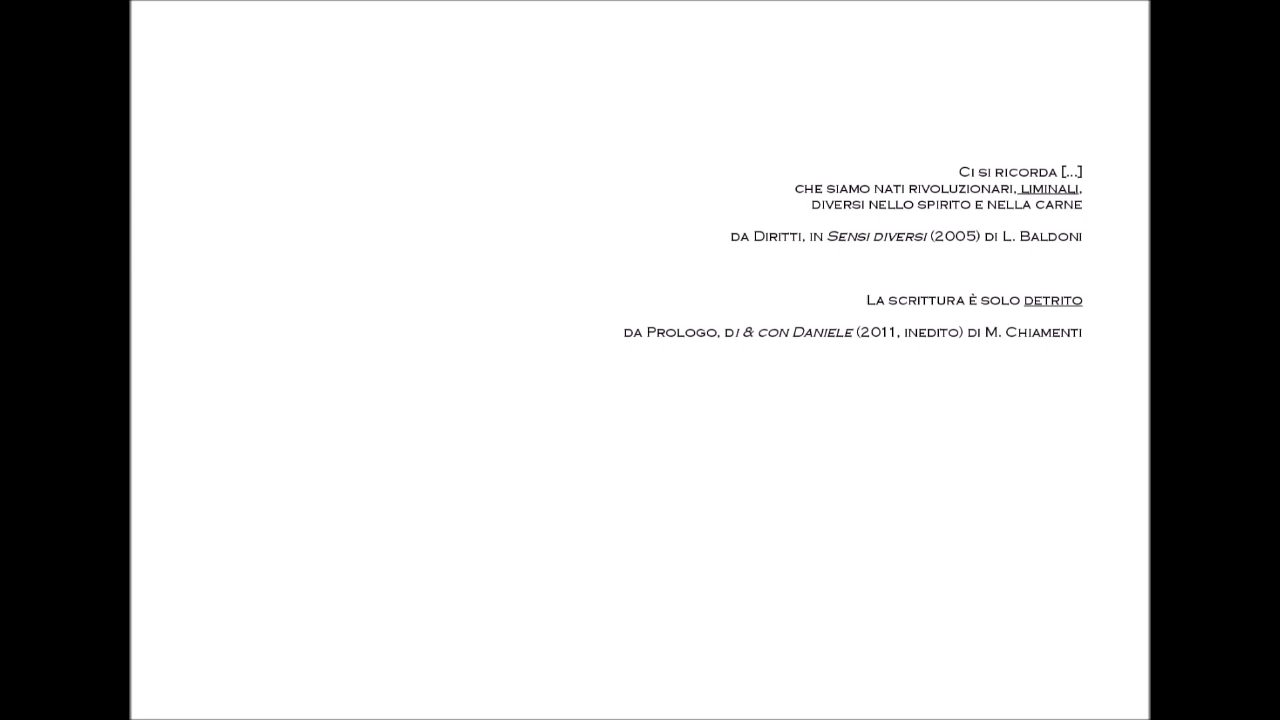 Ci si ricorda [...]
che siamo nati rivoluzionari, liminali,
diversi nello spirito e nella carne
da Diritti, in Sensi diversi (2005) di L. Baldoni
La scrittura è solo detrito
da Prologo, di & con Daniele (2011, inedito) di M. Chiamenti